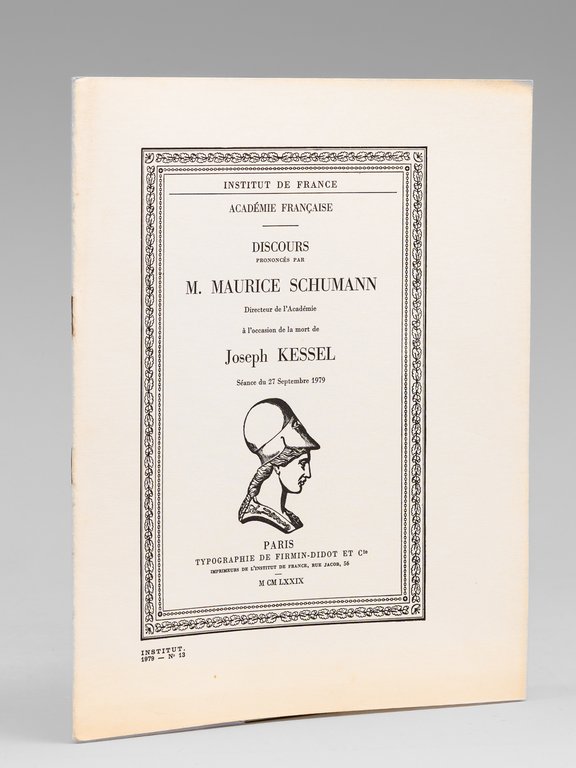 INSTITUT DE FRANCE
ACADÉMIE FRANÇAISE
DISCOURS
PRONONCÉS PAR
M. MAURICE SCHUMANN
Directeur de l'Académie
à l'occasion de la mort de
Joseph KESSEL
Séance du 27 Septembre 1979
PARIS
TYPOGRAPHIE DE FIRMIN-DIDOT ET Cie
IMPRIMEURS DE L'INSTITUT DE FRANCE, RUE JACOB, 56
M CM LXXIX
INSTITUT.
1979 — No 13